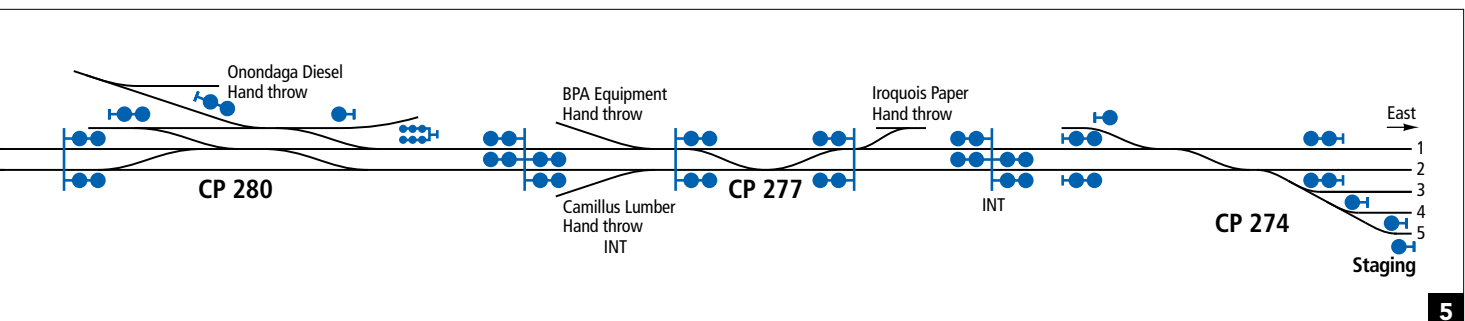 Onondaga Diesel
Hand throw
CP 280
BPA Equipment
Hand throw
Camillus Lumber
Hand throw
INT
CP 277
Iroquois Paper
Hand throw
INT
CP 274
East
1
2
3
4
5
Staging
5